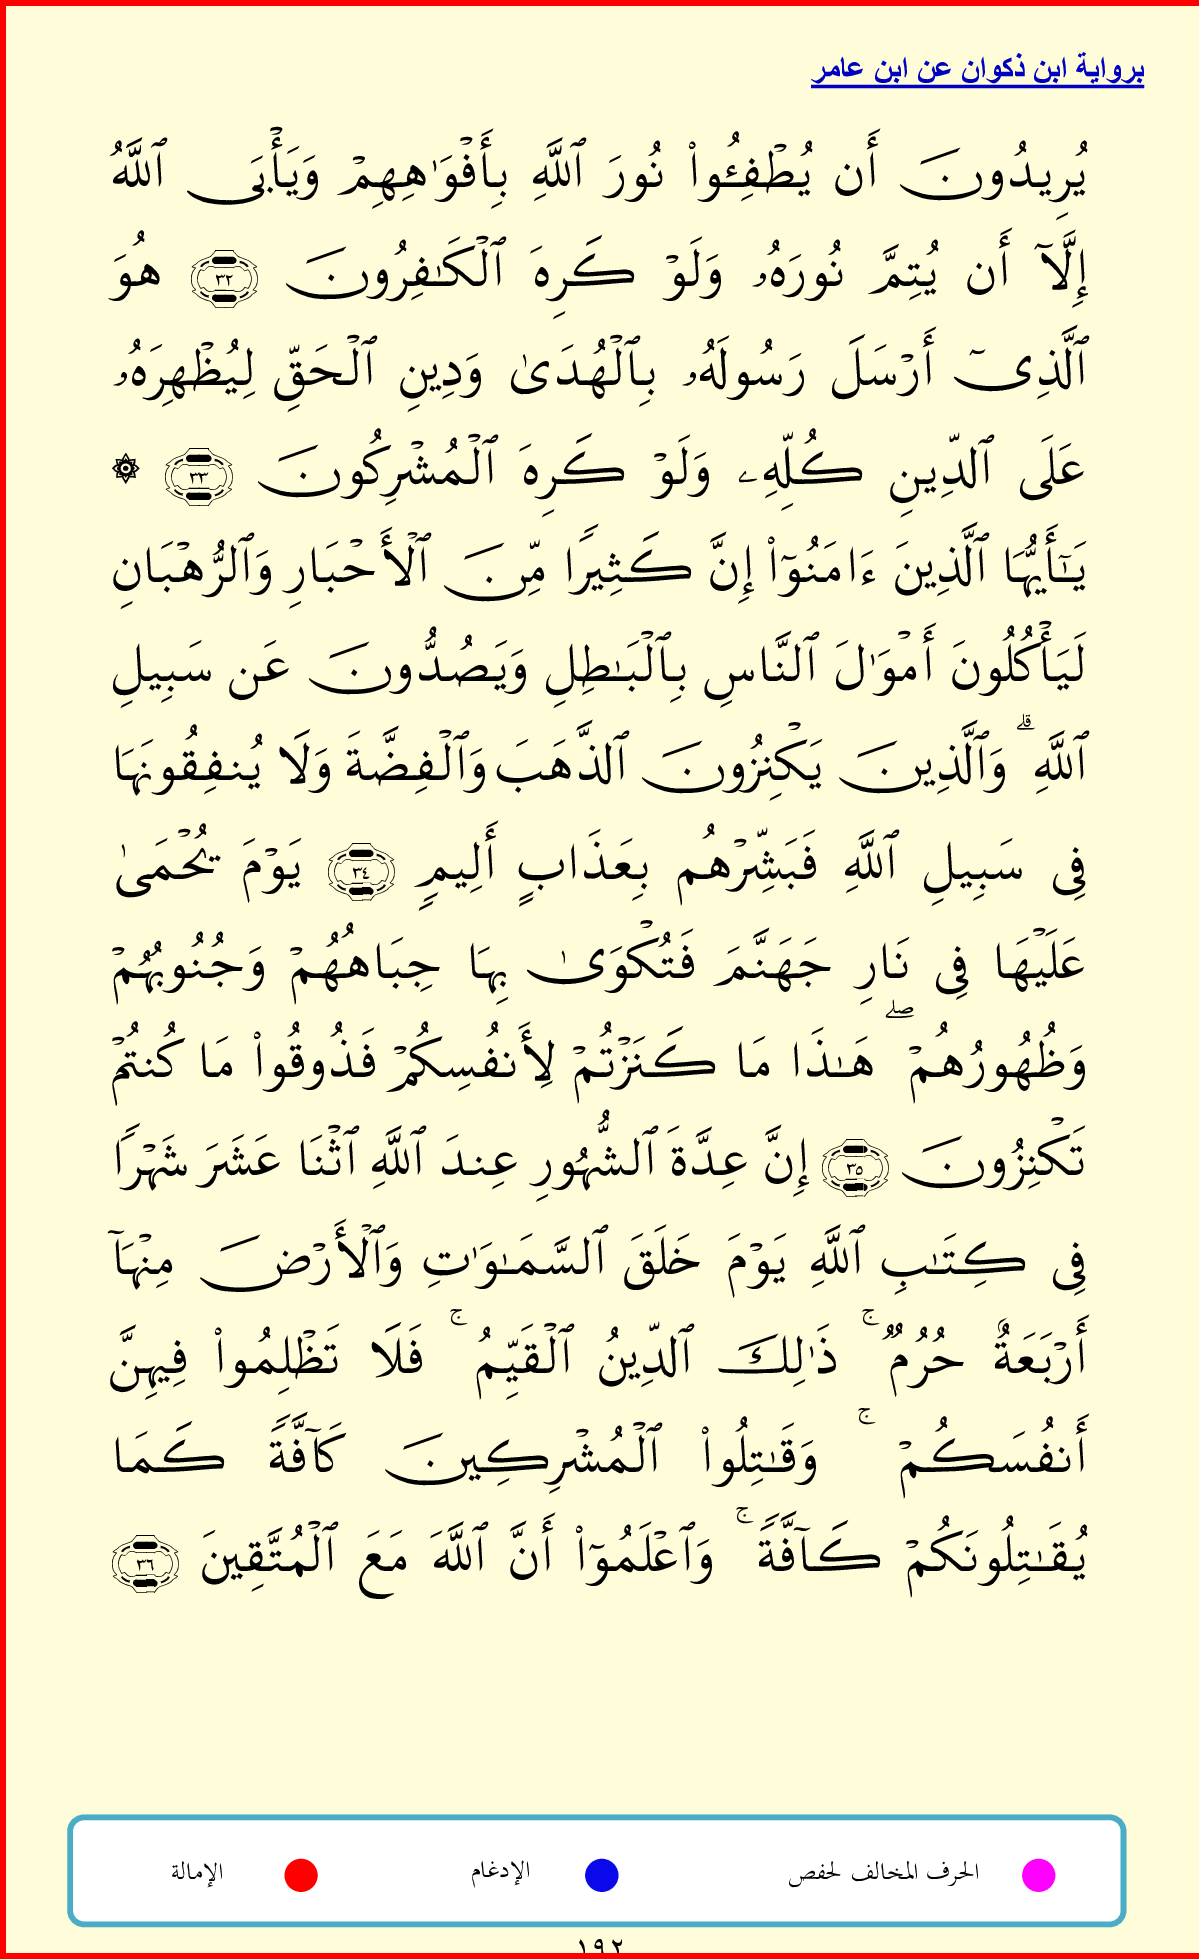 برواية ابن ذكوان عن ابن عامر
يُرِيدُونَ أَن يُطْفِـُٔوا۟ نُورَ ٱللَّهِ بِأَفْوَٰهِهِمْ وَيَأْبَى ٱللَّهُ
إِلَّآ أَن يُتِمَّ نُورَهُۥ وَلَوْ كَرِهَ ٱلْكَـٰفِرُونَ ٣٢ هُوَ
ٱلَّذِىٓ أَرْسَلَ رَسُولَهُۥ بِٱلْهُدَىٰ وَدِينِ ٱلْحَقِّ لِيُظْهِرَهُۥ
عَلَى ٱلدِّينِ كُلِّهِۦ وَلَوْ كَرِهَ ٱلْمُشْرِكُونَ ٣٣ ۞
يَـٰٓأَيُّهَا ٱلَّذِينَ ءَامَنُوٓا۟ إِنَّ كَثِيرًا مِّنَ ٱلْأَحْبَارِ وَٱلرُّهْبَانِ
لَيَأْكُلُونَ أَمْوَٰلَ ٱلنَّاسِ بِٱلْبَـٰطِلِ وَيَصُدُّونَ عَن سَبِيلِ
ٱللَّهِ ۗ وَٱلَّذِينَ يَكْنِزُونَ ٱلذَّهَبَ وَٱلْفِضَّةَ وَلَا يُنفِقُونَهَا
فِى سَبِيلِ ٱللَّهِ فَبَشِّرْهُم بِعَذَابٍ أَلِيمٍ ٣٤ يَوْمَ يُحْمَىٰ
عَلَيْهَا فِى نَارِ جَهَنَّمَ فَتُكْوَىٰ بِهَا جِبَاهُهُمْ وَجُنُوبُهُمْ
وَظُهُورُهُمْ ۖ هَـٰذَا مَا كَنَزْتُمْ لِأَنفُسِكُمْ فَذُوقُوا۟ مَا كُنتُمْ
تَكْنِزُونَ ٣٥ إِنَّ عِدَّةَ ٱلشُّهُورِ عِندَ ٱللَّهِ ٱثْنَا عَشَرَ شَهْرًا
فِى كِتَـٰبِ ٱللَّهِ يَوْمَ خَلَقَ ٱلسَّمَـٰوَٰتِ وَٱلْأَرْضَ مِنْهَآ
أَرْبَعَةٌ حُرُمٌ ۚ ذَٰلِكَ ٱلدِّينُ ٱلْقَيِّمُ ۚ فَلَا تَظْلِمُوا۟ فِيهِنَّ
أَنفُسَكُمْ ۚ وَقَـٰتِلُوا۟ ٱلْمُشْرِكِينَ كَآفَّةً كَمَا
يُقَـٰتِلُونَكُمْ كَآفَّةً ۚ وَٱعْلَمُوٓا۟ أَنَّ ٱللَّهَ مَعَ ٱلْمُتَّقِينَ ٣٦
الحرف المخالف لحفص الإدغام الإمالة
١٩٢